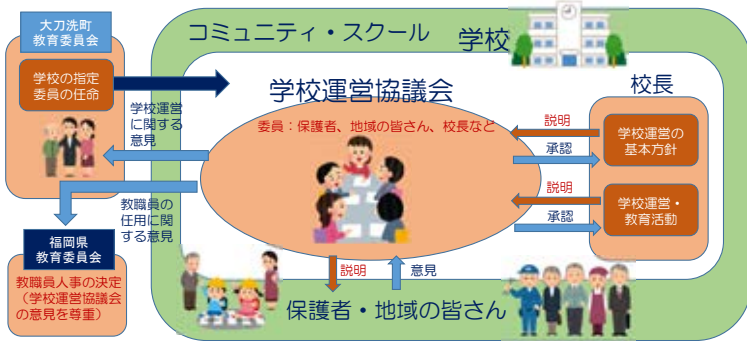 大刀洗町
教育委員会
学校の指定
委員の任命
コミュニティ・スクール
学校
学校運営協議会
委員：保護者、地域の皆さん、校長など
校長
説明
承認
学校運営の
基本方針
説明
承認
学校運営・
教育活動
学校運営
に関する
意見
教職員の
任用に関
する意見
福岡県
教育委員会
教職員人事の決定
（学校運営協議会
の意見を尊重）
説明
意見
保護者・地域の皆さん